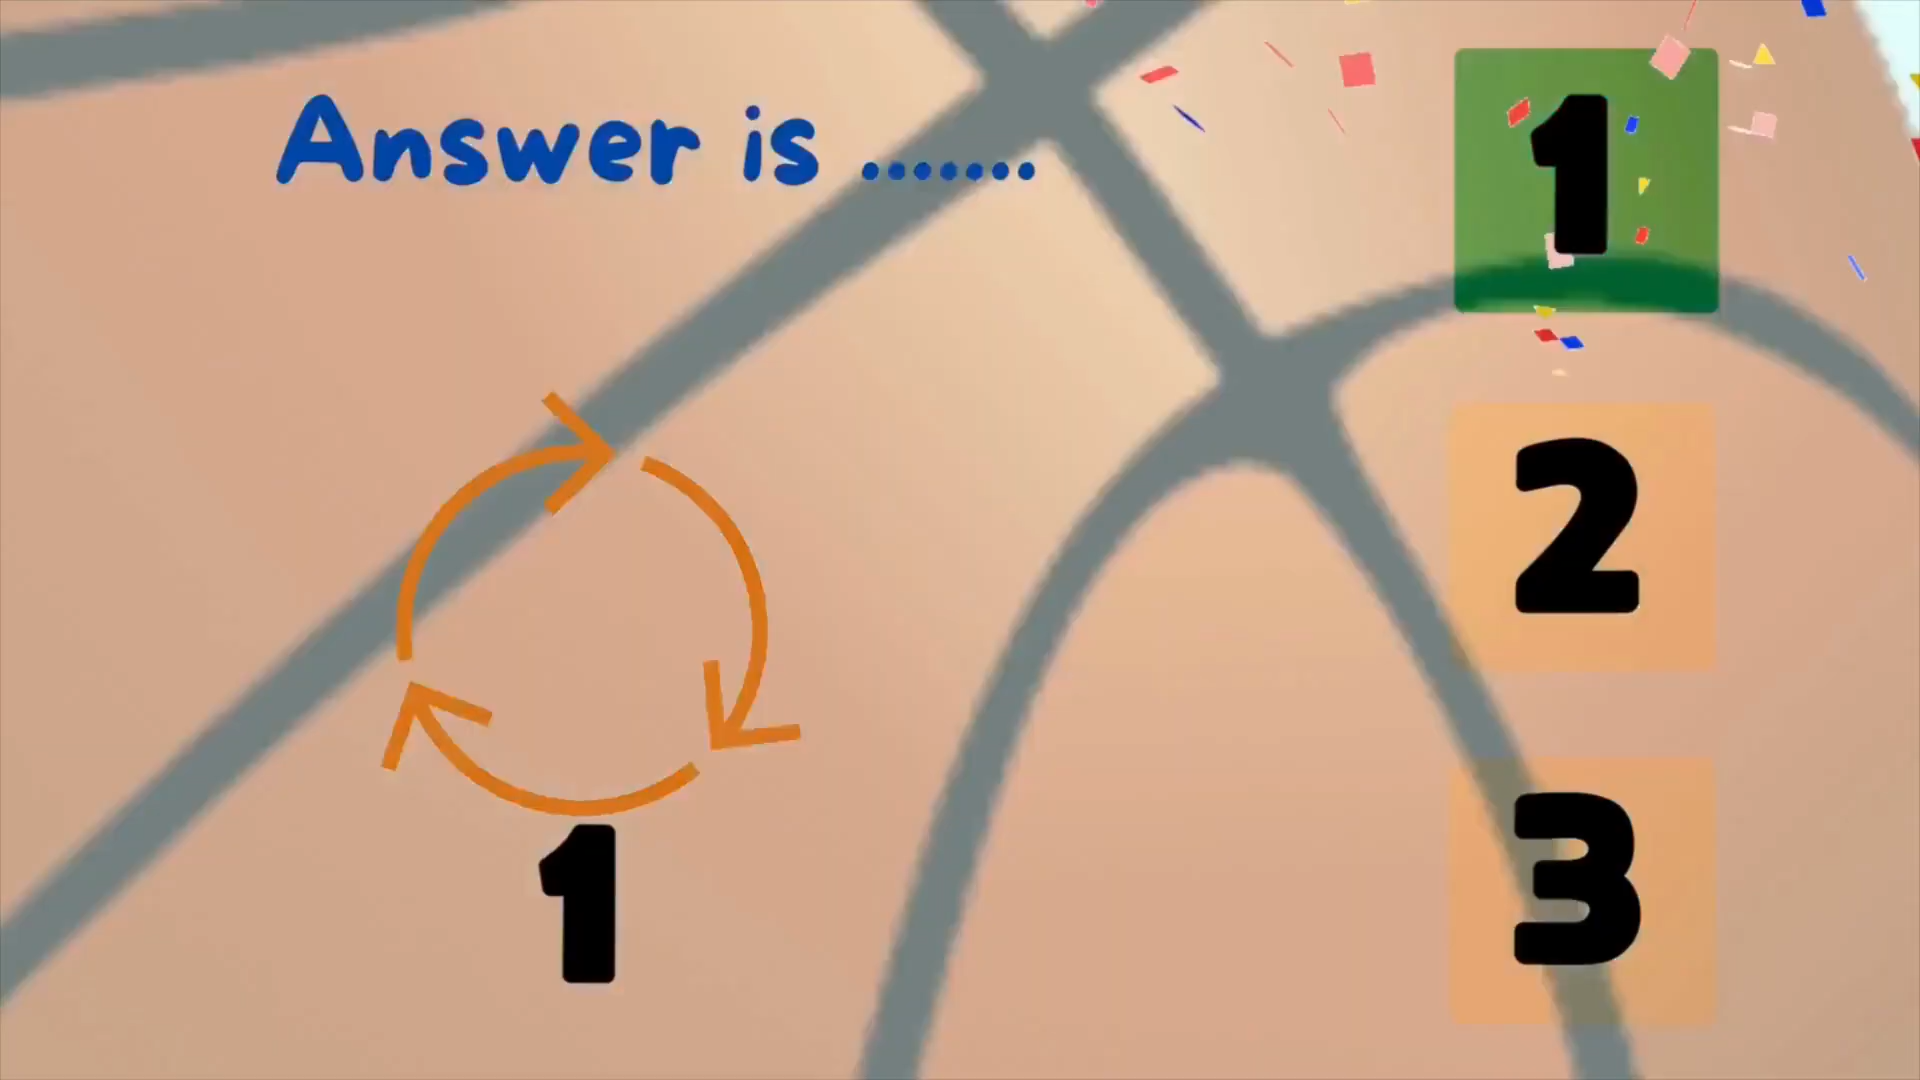 Answer is .......
1
2
3
1